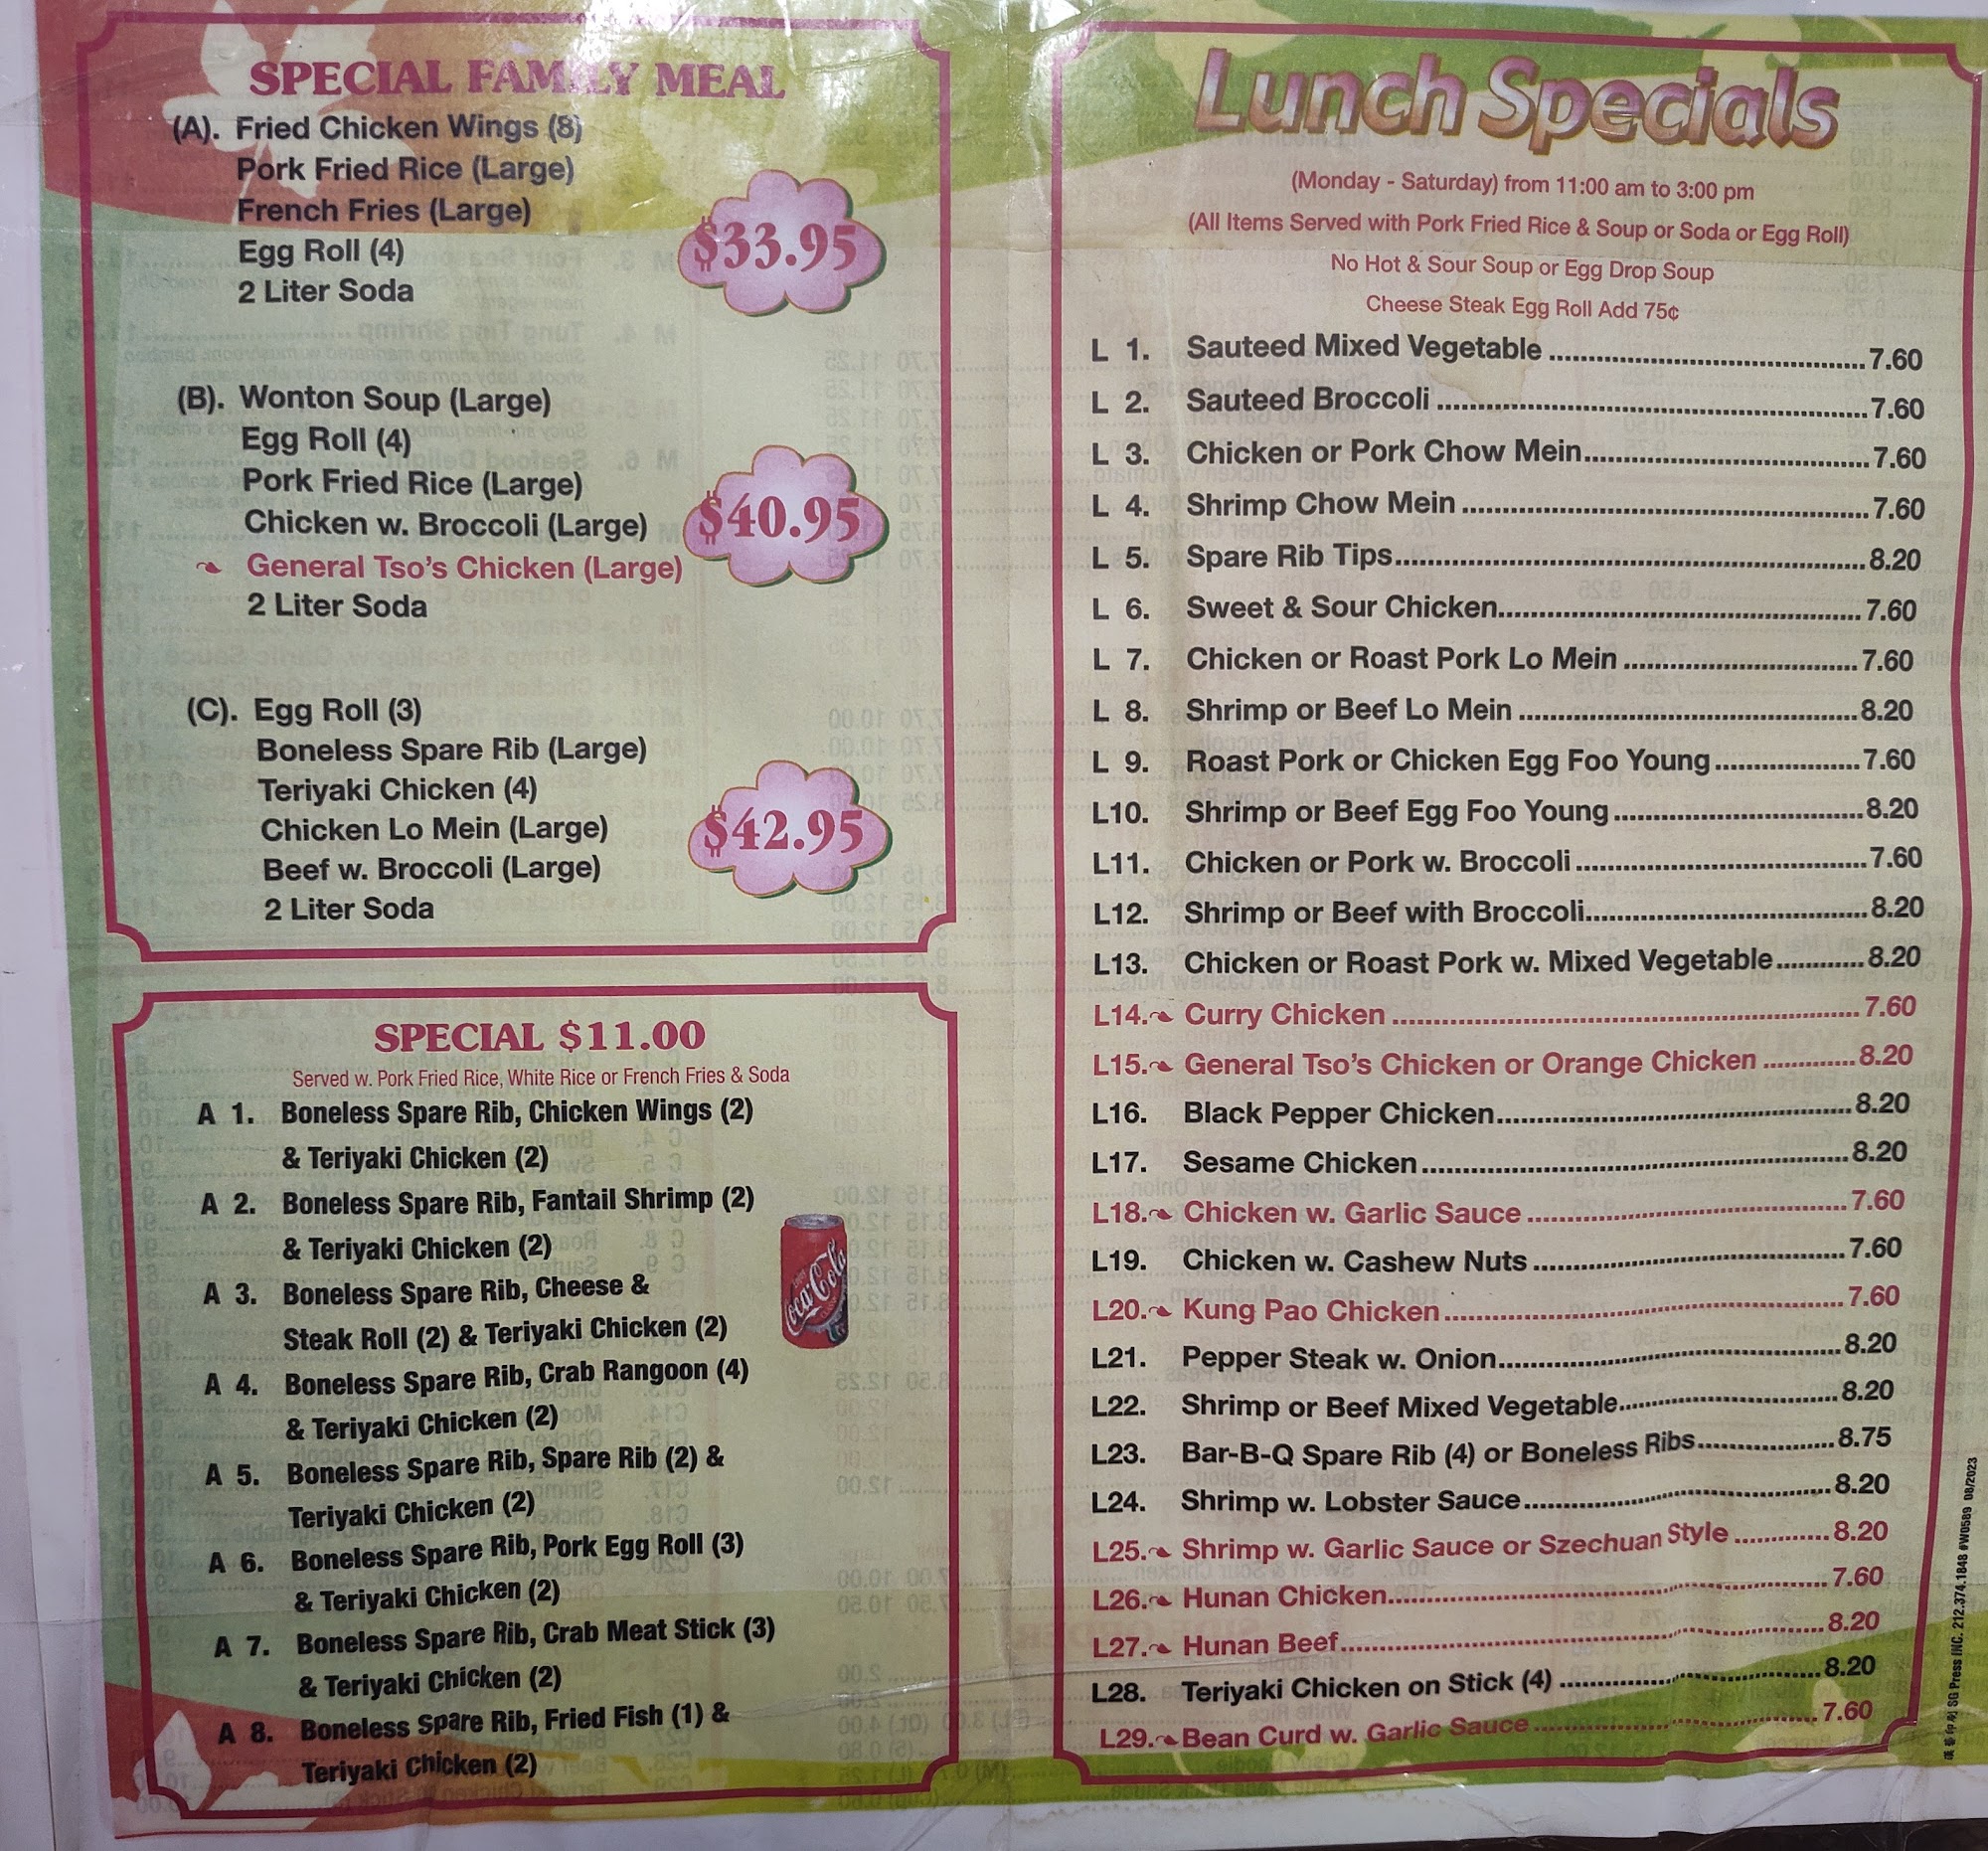 SPECIAL FAMILY MEAL
(A). Fried Chicken Wings (8)
Pork Fried Rice (Large)
French Fries (Large)
Egg Roll (4)
2 Liter Soda
$33.95
(B). Wonton Soup (Large)
Egg Roll (4)
Pork Fried Rice (Large)
Chicken w. Broccoli (Large)
General Tso's Chicken (Large)
2 Liter Soda
$40.95
(C). Egg Roll (3)
Boneless Spare Rib (Large)
Teriyaki Chicken (4)
Chicken Lo Mein (Large)
Beef w. Broccoli (Large)
2 Liter Soda
$42.95
SPECIAL $11.00
Served w. Pork Fried Rice, White Rice or French Fries & Soda
A 1. Boneless Spare Rib, Chicken Wings (2)
& Teriyaki Chicken (2)
A 2. Boneless Spare Rib, Fantail Shrimp (2)
& Teriyaki Chicken (2)
A 3. Boneless Spare Rib, Cheese &
Steak Roll (2) & Teriyaki Chicken (2)
A 4. Boneless Spare Rib, Crab Rangoon (4)
& Teriyaki Chicken (2)
A 5. Boneless Spare Rib, Spare Rib (2) &
Teriyaki Chicken (2)
A 6. Boneless Spare Rib, Pork Egg Roll (3)
& Teriyaki Chicken (2)
A 7. Boneless Spare Rib, Crab Meat Stick (3)
& Teriyaki Chicken (2)
A 8. Boneless Spare Rib, Fried Fish (1) &
Teriyaki Chicken (2)
Coca-Cola
Lunch Specials
(Monday - Saturday) from 11:00 am to 3:00 pm
(All Items Served with Pork Fried Rice & Soup or Soda or Egg Roll)
No Hot & Sour Soup or Egg Drop Soup
Cheese Steak Egg Roll Add 75¢
L 1. Sauteed Mixed Vegetable 7.60
L 2. Sauteed Broccoli 7.60
L 3. Chicken or Pork Chow Mein 7.60
L 4. Shrimp Chow Mein 7.60
L 5. Spare Rib Tips 8.20
L 6. Sweet & Sour Chicken 7.60
L 7. Chicken or Roast Pork Lo Mein 7.60
L 8. Shrimp or Beef Lo Mein 8.20
L 9. Roast Pork or Chicken Egg Foo Young 7.60
L10. Shrimp or Beef Egg Foo Young 8.20
L11. Chicken or Pork w. Broccoli 7.60
L12. Shrimp or Beef with Broccoli 8.20
L13. Chicken or Roast Pork w. Mixed Vegetable 8.20
L14. Curry Chicken 7.60
L15. General Tso's Chicken or Orange Chicken 8.20
L16. Black Pepper Chicken 8.20
L17. Sesame Chicken 8.20
L18. Chicken w. Garlic Sauce 7.60
L19. Chicken w. Cashew Nuts 7.60
L20. Kung Pao Chicken 7.60
L21. Pepper Steak w. Onion 8.20
L22. Shrimp or Beef Mixed Vegetable 8.20
L23. Bar-B-Q Spare Rib (4) or Boneless Ribs 8.75
L24. Shrimp w. Lobster Sauce 8.20
L25. Shrimp w. Garlic Sauce or Szechuan Style 8.20
L26. Hunan Chicken 7.60
L27. Hunan Beef 8.20
L28. Teriyaki Chicken on Stick (4) 8.20
L29. Bean Curd w. Garlic Sauce 7.60
SG Press INC. 212.374.1848 #W0589 08/2023